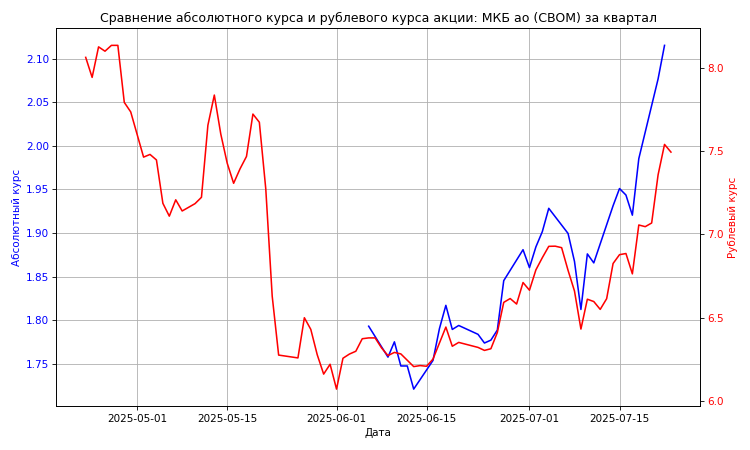 Сравнение абсолютного курса и рублевого курса акции: МКБ ао (CBOM) за квартал
2.10
2.05
2.00
1.95
1.90
1.85
1.80
1.75
Абсолютный курс
8.0
7.5
7.0
6.5
6.0
Рублевый курс
2025-05-01 2025-05-15 2025-06-01 2025-06-15 2025-07-01 2025-07-15
Дата